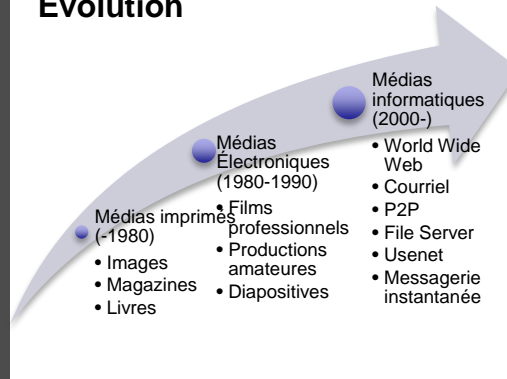 Évolution
Médias imprimés
(-1980)
• Images
• Magazines
• Livres
Médias
Électroniques
(1980-1990)
• Films
professionnels
• Productions
amateures
• Diapositives
Médias
informatiques
(2000-)
• World Wide
Web
• Courriel
• P2P
• File Server
• Usenet
• Messagerie
instantanée